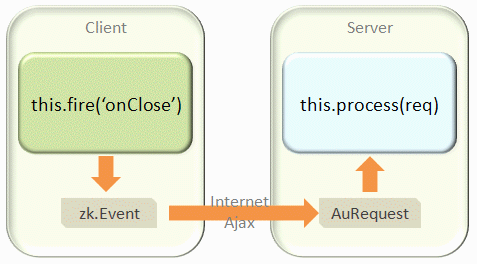 Client
Server
this.fire(‘onClose’)
this.process(req)
zk.Event
Internet
Ajax
AuRequest